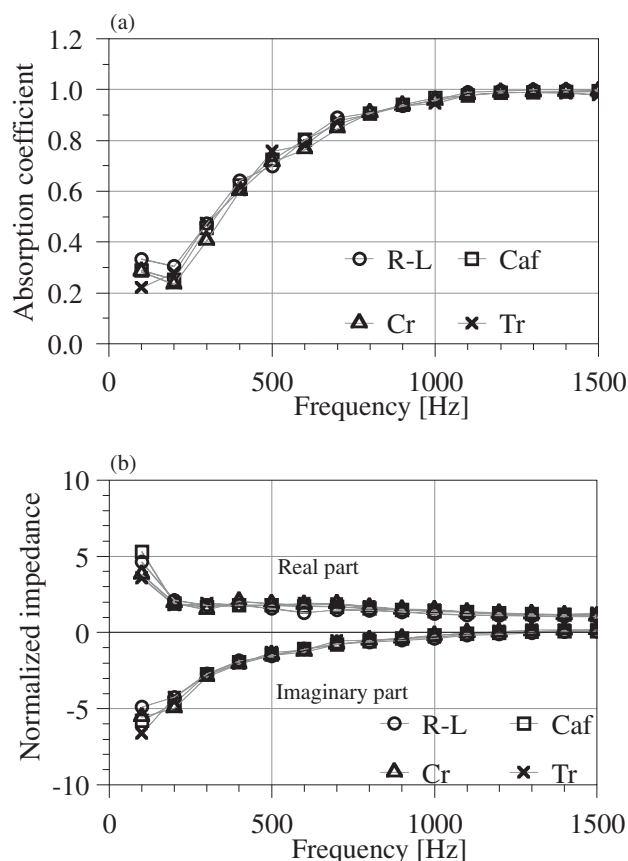 (a)
1.2
1.0
0.8
0.6
0.4
0.2
0.0
Absorption coefficient
R-L Caf
Cr Tr
0 500 1000 1500
Frequency [Hz]
(b)
10
5
0
-5
-10
Normalized impedance
Real part
Imaginary part
R-L Caf
Cr Tr
0 500 1000 1500
Frequency [Hz]